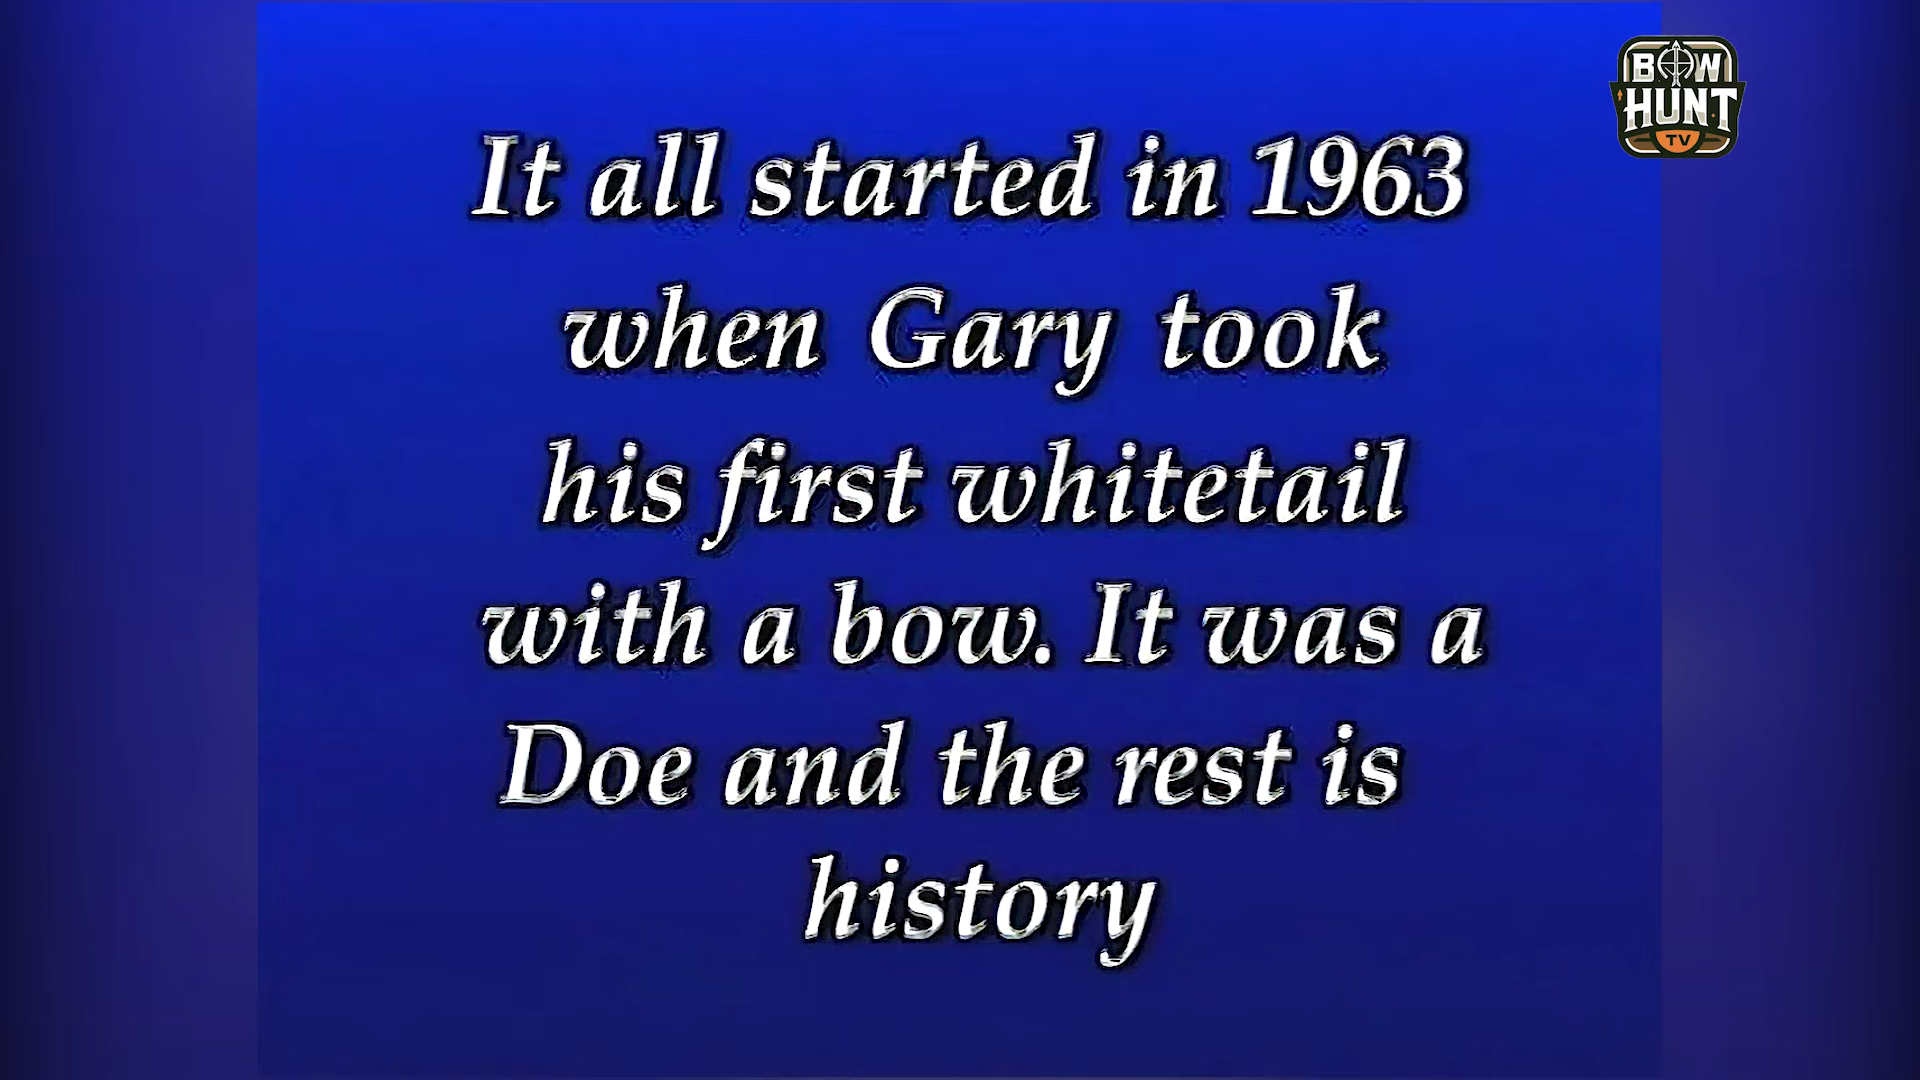 It all started in 1963
when Gary took
his first whitetail
with a bow. It was a
Doe and the rest is
history
BOW
HUNT
TV